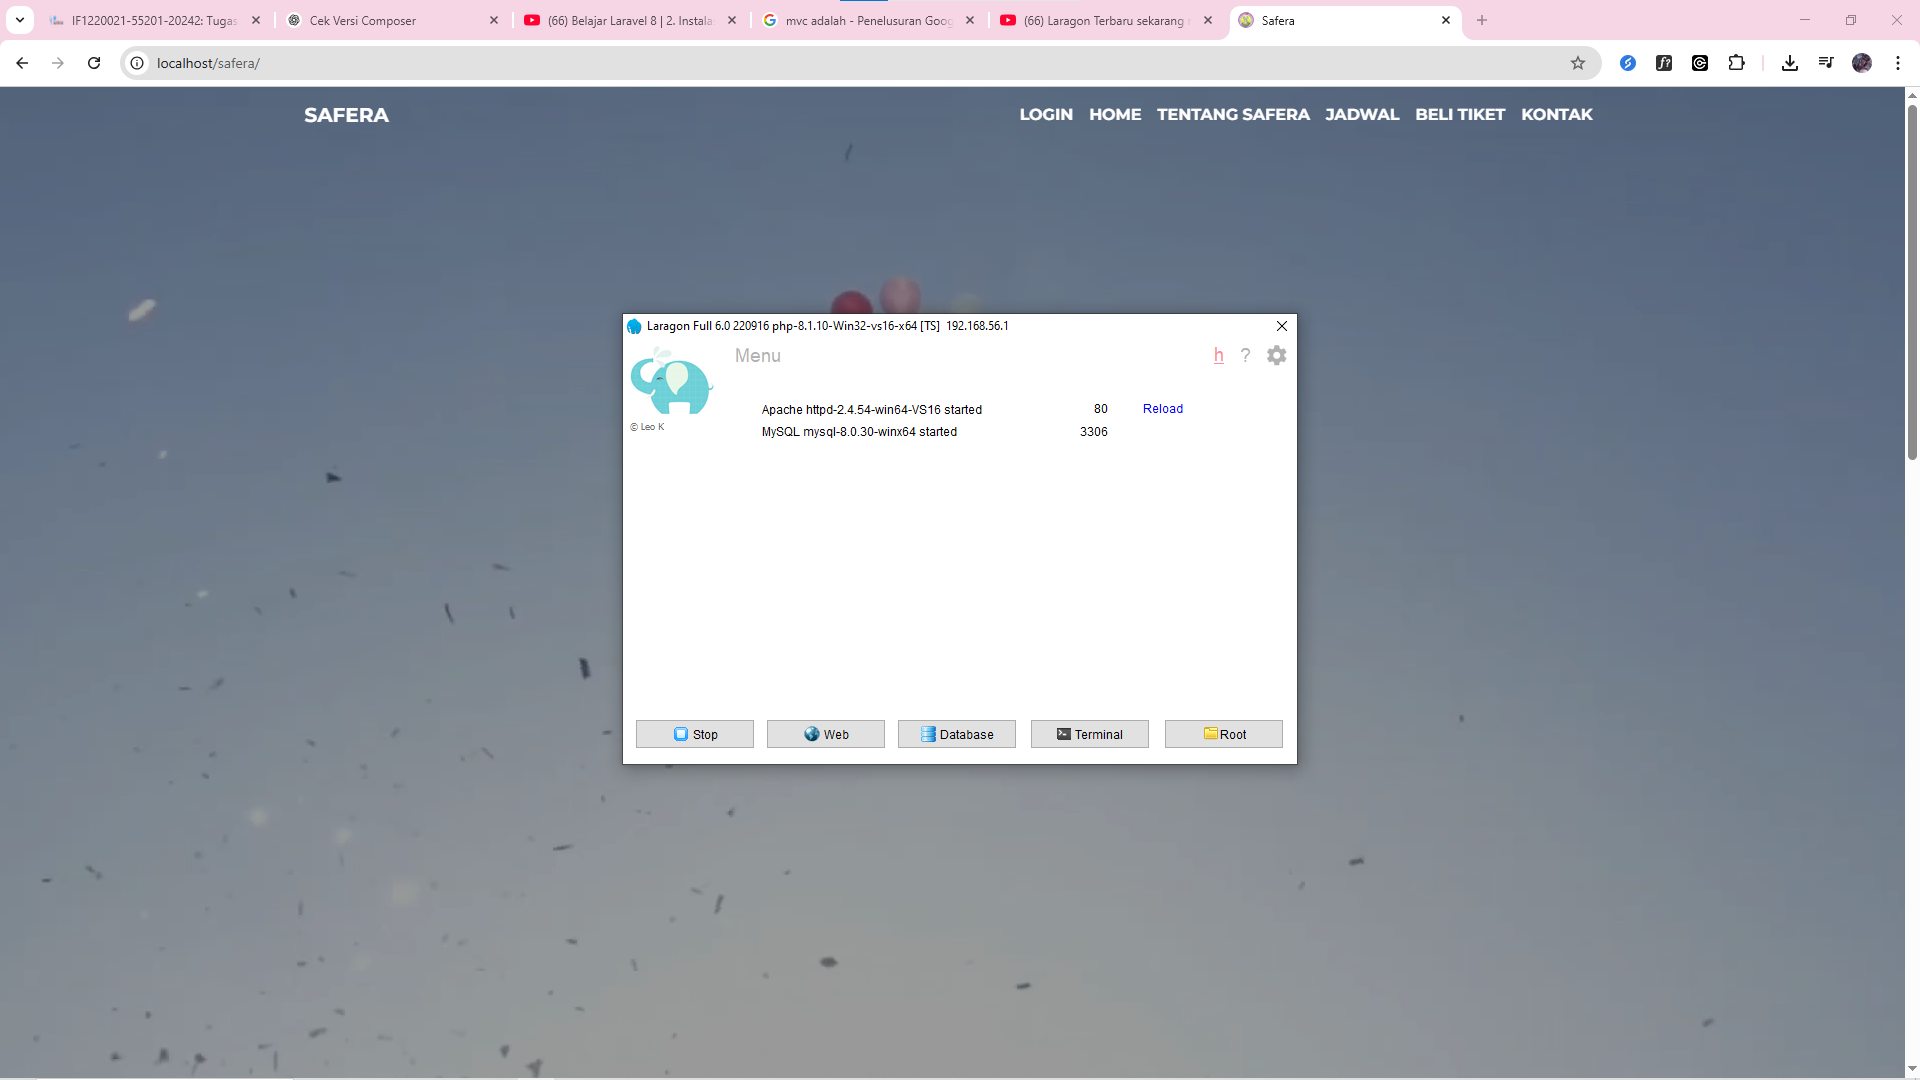 IF1220021-55201-20242: Tugas
Cek Versi Composer
(66) Belajar Laravel 8 | 2. Instala
mvc adalah - Penelusuran Goog
(66) Laragon Terbaru sekarang
Safera
localhost/safera/
SAFERA
LOGIN HOME TENTANG SAFERA JADWAL BELI TIKET KONTAK
Laragon Full 6.0 220916 php-8.1.10-Win32-vs16-x64 [TS] 192.168.56.1
Menu
h ?
© Leo K
Apache httpd-2.4.54-win64-VS16 started 80 Reload
MySQL mysql-8.0.30-winx64 started 3306
Stop Web Database Terminal Root